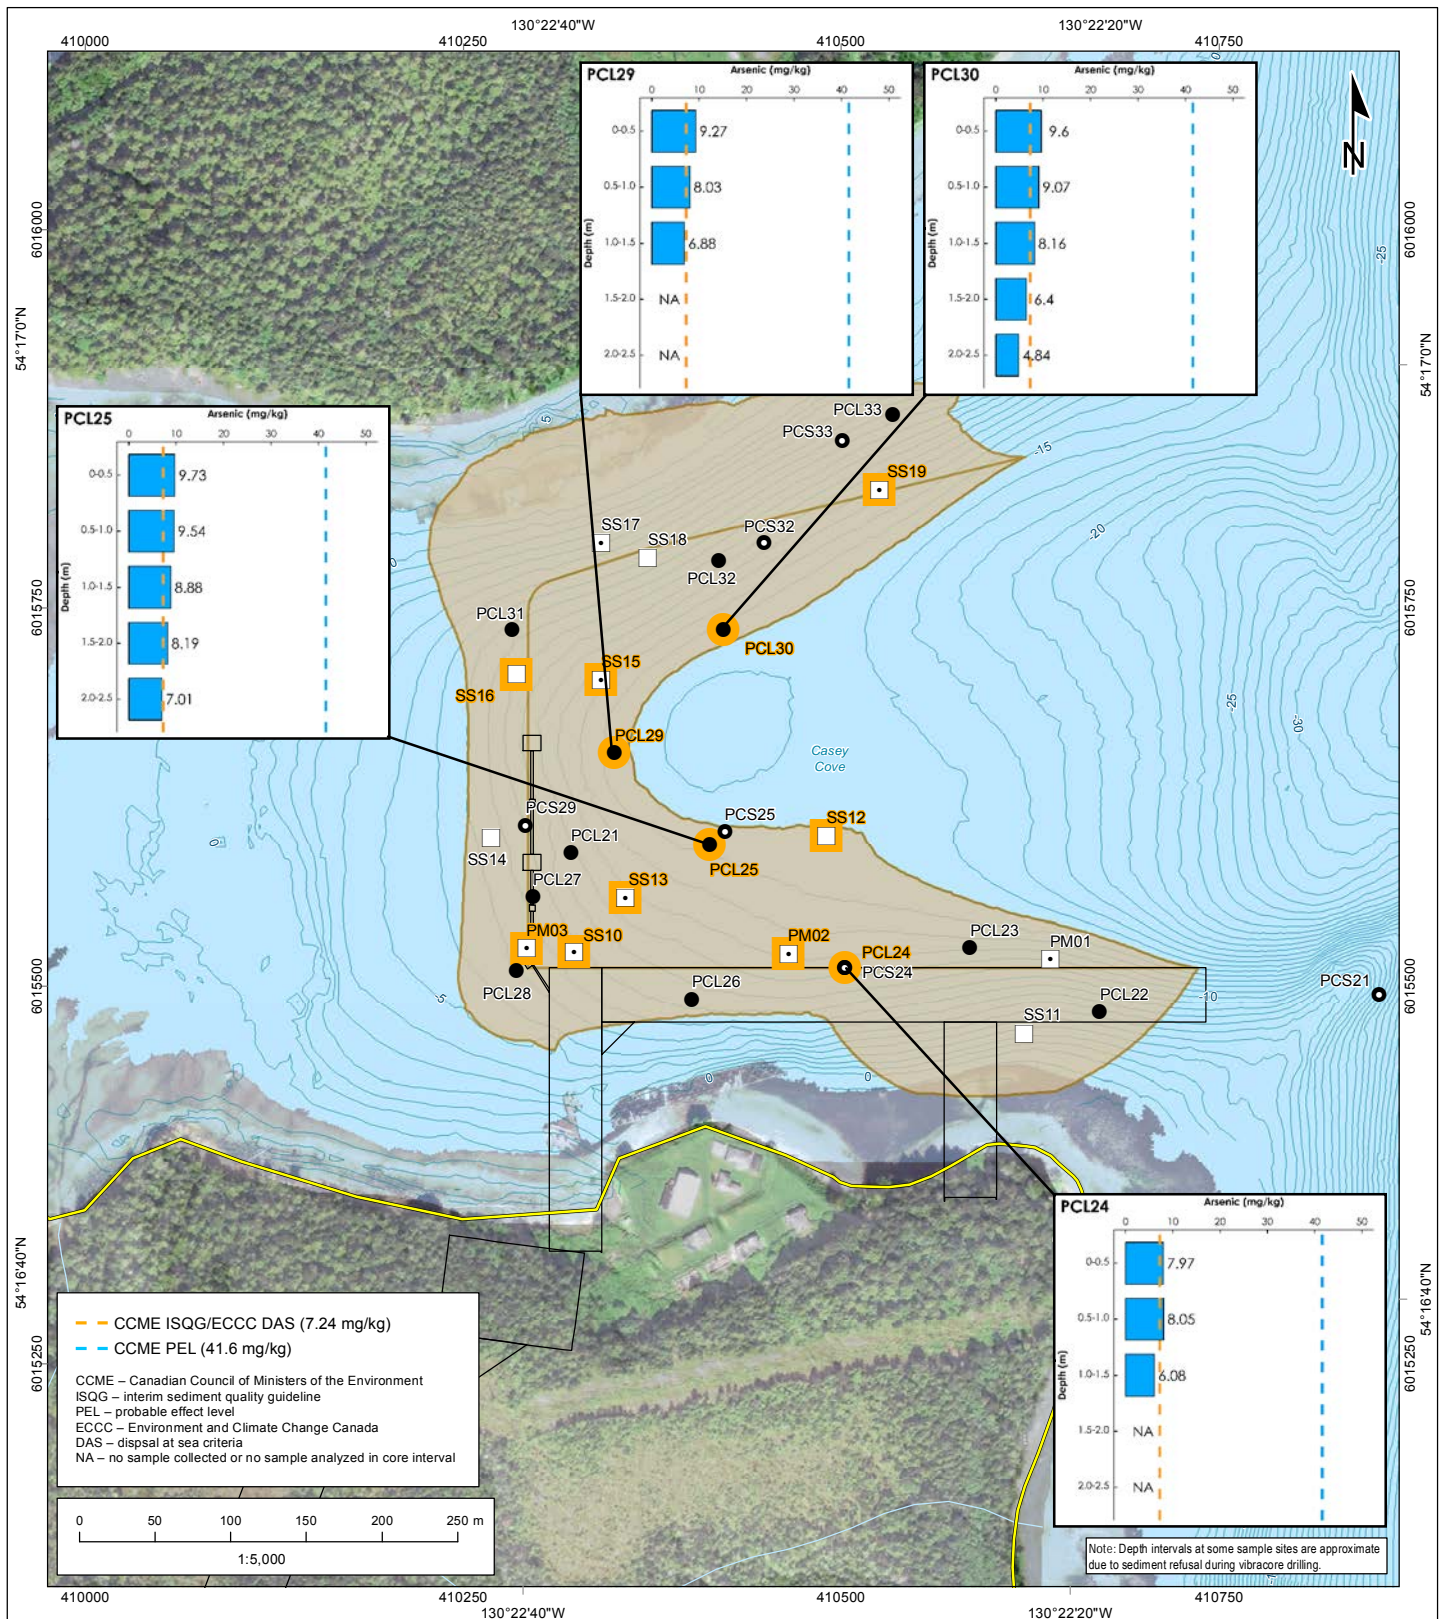 130°22'40"W
130°22'20"W
410000
410250
410500
410750
6016000
6015750
6015500
6015250
54°17'0"N
54°16'40"N
6016000
6015750
6015500
6015250
54°17'0"N
54°16'40"N
PCL29
Arsenic (mg/kg)
0 10 20 30 40 50
Depth (m)
0-0.5 9.27
0.5-1.0 8.03
1.0-1.5 6.88
1.5-2.0 NA
2.0-2.5 NA
PCL30
Arsenic (mg/kg)
0 10 20 30 40 50
Depth (m)
0-0.5 9.6
0.5-1.0 9.07
1.0-1.5 8.16
1.5-2.0 6.4
2.0-2.5 4.84
N
PCL25
Arsenic (mg/kg)
0 10 20 30 40 50
Depth (m)
0-0.5 9.73
0.5-1.0 9.54
1.0-1.5 8.88
1.5-2.0 8.19
2.0-2.5 7.01
-25
5
PCL33
PCS33
-15
SS19
SS17
SS18
PCS32
-20
0
PCL32
PCL31
PCL30
SS15
SS16
-25
-30
PCL29
Casey
Cove
PCS29
PCS25
SS12
0
SS14
PCL21
PCL25
PCL27
SS13
PM03
SS10
PM02
PCL24
PCS24
PCL23
PM01
PCL28
PCL26
PCS21
-5
-10
PCL22
SS11
0
0
PCL24
Arsenic (mg/kg)
0 10 20 30 40 50
Depth (m)
0-0.5 7.97
0.5-1.0 8.05
1.0-1.5 6.08
1.5-2.0 NA
2.0-2.5 NA
CCME ISQG/ECCC DAS (7.24 mg/kg)
CCME PEL (41.6 mg/kg)
CCME – Canadian Council of Ministers of the Environment
ISQG – interim sediment quality guideline
PEL – probable effect level
ECCC – Environment and Climate Change Canada
DAS – dispsal at sea criteria
NA – no sample collected or no sample analyzed in core interval
0 50 100 150 200 250 m
1:5,000
Note: Depth intervals at some sample sites are approximate
due to sediment refusal during vibracore drilling.
410000
410250
410500
410750
130°22'40"W
130°22'20"W